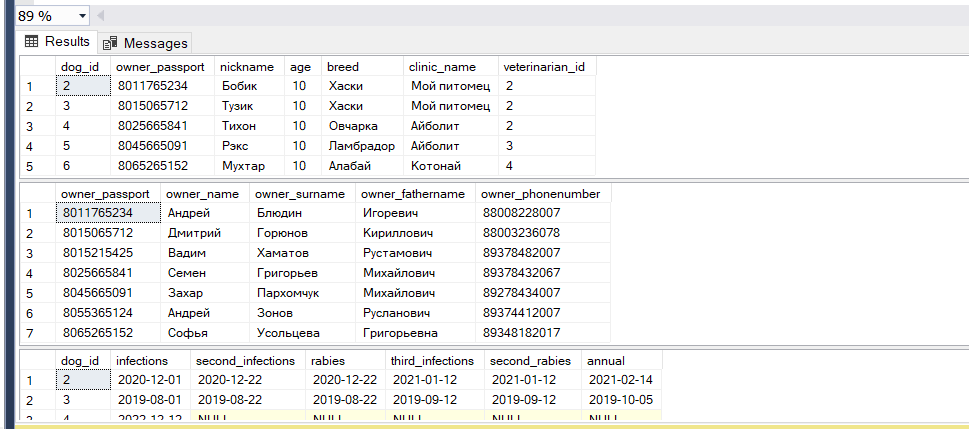 89 %
Results Messages
dog_id owner_passport nickname age breed clinic_name veterinarian_id
1 2 8011765234 Бобик 10 Хаски Мой питомец 2
2 3 8015065712 Тузик 10 Хаски Мой питомец 2
3 4 8025665841 Тихон 10 Овчарка Айболит 2
4 5 8045665091 Рэкс 10 Ламбрадор Айболит 3
5 6 8065265152 Мухтар 10 Алабай Котонай 4
owner_passport owner_name owner_surname owner_fathername owner_phonenumber
1 8011765234 Андрей Блюдин Игоревич 88008228007
2 8015065712 Дмитрий Горюнов Кириллович 88003236078
3 8015215425 Вадим Хаматов Рустамович 89378482007
4 8025665841 Семен Григорьев Михайлович 89378432067
5 8045665091 Захар Пархомчук Михайлович 89278434007
6 8055365124 Андрей Зонов Русланович 89374412007
7 8065265152 Софья Усольцева Григорьевна 89348182017
dog_id infections second_infections rabies third_infections second_rabies annual
1 2 2020-12-01 2020-12-22 2020-12-22 2021-01-12 2021-01-12 2021-02-14
2 3 2019-08-01 2019-08-22 2019-08-22 2019-09-12 2019-09-12 2019-10-05
3 4 2022-12-12 NULL NULL NULL NULL NULL